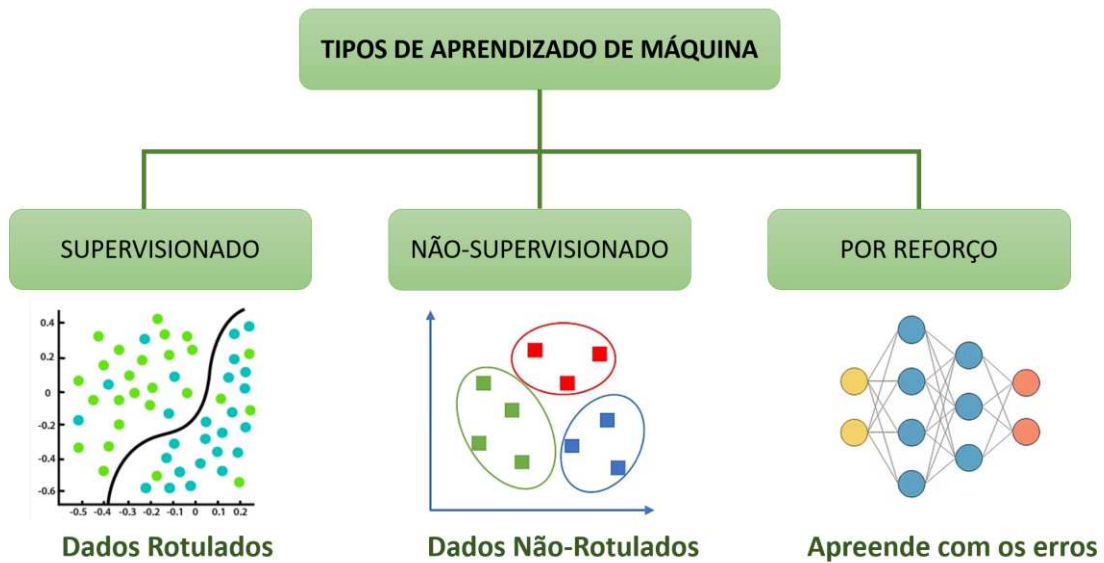 TIPOS DE APRENDIZADO DE MÁQUINA
SUPERVISIONADO
NÃO-SUPERVISIONADO
POR REFORÇO
0.4
0.2
0
-0.2
-0.4
-0.6
-0.5 -0.4 -0.3 -0.2 -0.1 0 0.1 0.2
Dados Rotulados
Dados Não-Rotulados
Apreende com os erros